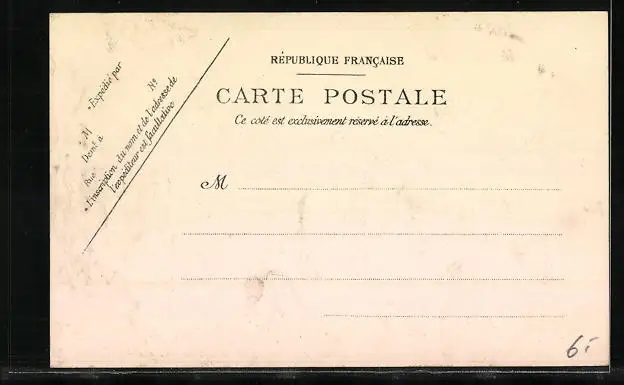 RÉPUBLIQUE FRANÇAISE
CARTE POSTALE
Ce coté est exclusivement réservé à l'adresse.
M
* Expédié par
M
Dem.t à
Rue Nº
* L'inscription du nom et de l'adresse de
l'expéditeur est facultative
6.-